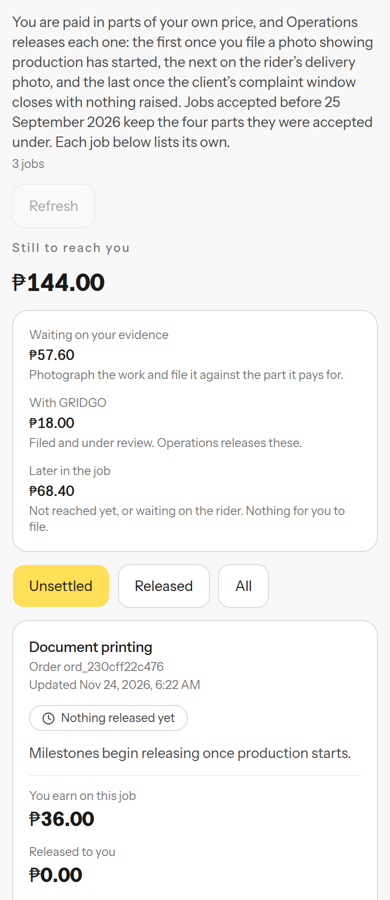 You are paid in parts of your own price, and Operations
releases each one: the first once you file a photo showing
production has started, the next on the rider's delivery
photo, and the last once the client's complaint window
closes with nothing raised. Jobs accepted before 25
September 2026 keep the four parts they were accepted
under. Each job below lists its own.
3 jobs
Refresh
Still to reach you
₱144.00
Waiting on your evidence
₱57.60
Photograph the work and file it against the part it pays for.
With GRIDGO
₱18.00
Filed and under review. Operations releases these.
Later in the job
₱68.40
Not reached yet, or waiting on the rider. Nothing for you to
file.
Unsettled Released All
Document printing
Order ord_230cff22c476
Updated Nov 24, 2026, 6:22 AM
Nothing released yet
Milestones begin releasing once production starts.
You earn on this job
₱36.00
Released to you
₱0.00